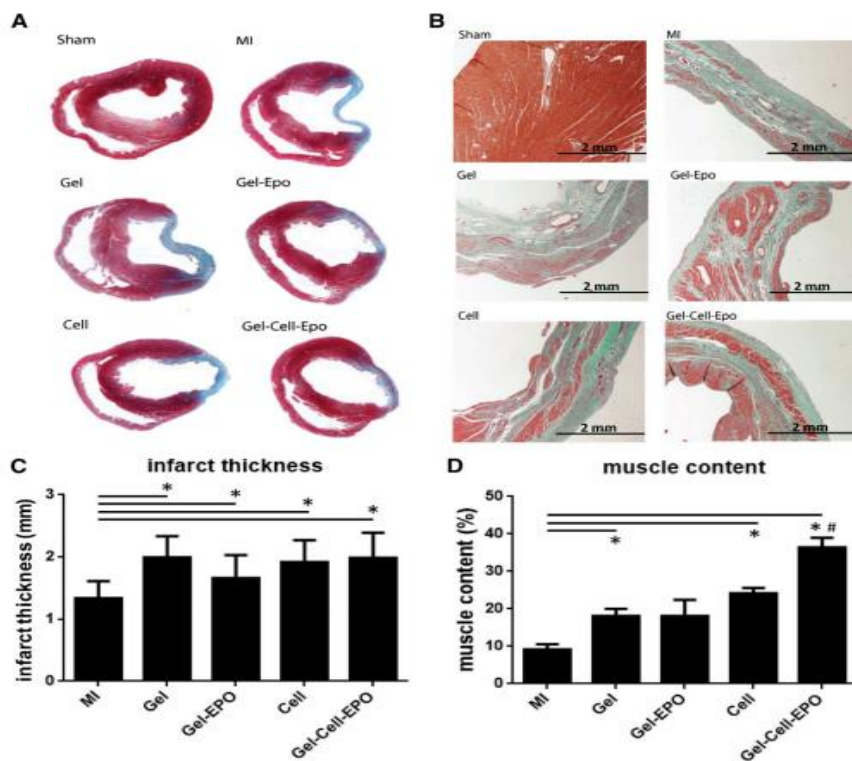 A
Sham
MI
Gel
Gel-Epo
Cell
Gel-Cell-Epo
B
Sham
MI
2 mm
2 mm
Gel
Gel-Epo
2 mm
2 mm
Cell
Gel-Cell-Epo
2 mm
2 mm
C
infarct thickness
infarct thickness (mm)
3
2
1
0
* * * *
MI
Gel
Gel-EPO
Cell
Gel-Cell-EPO
D
muscle content
muscle content (%)
50
40
30
20
10
0
* * * #
MI
Gel
Gel-EPO
Cell
Gel-Cell-EPO